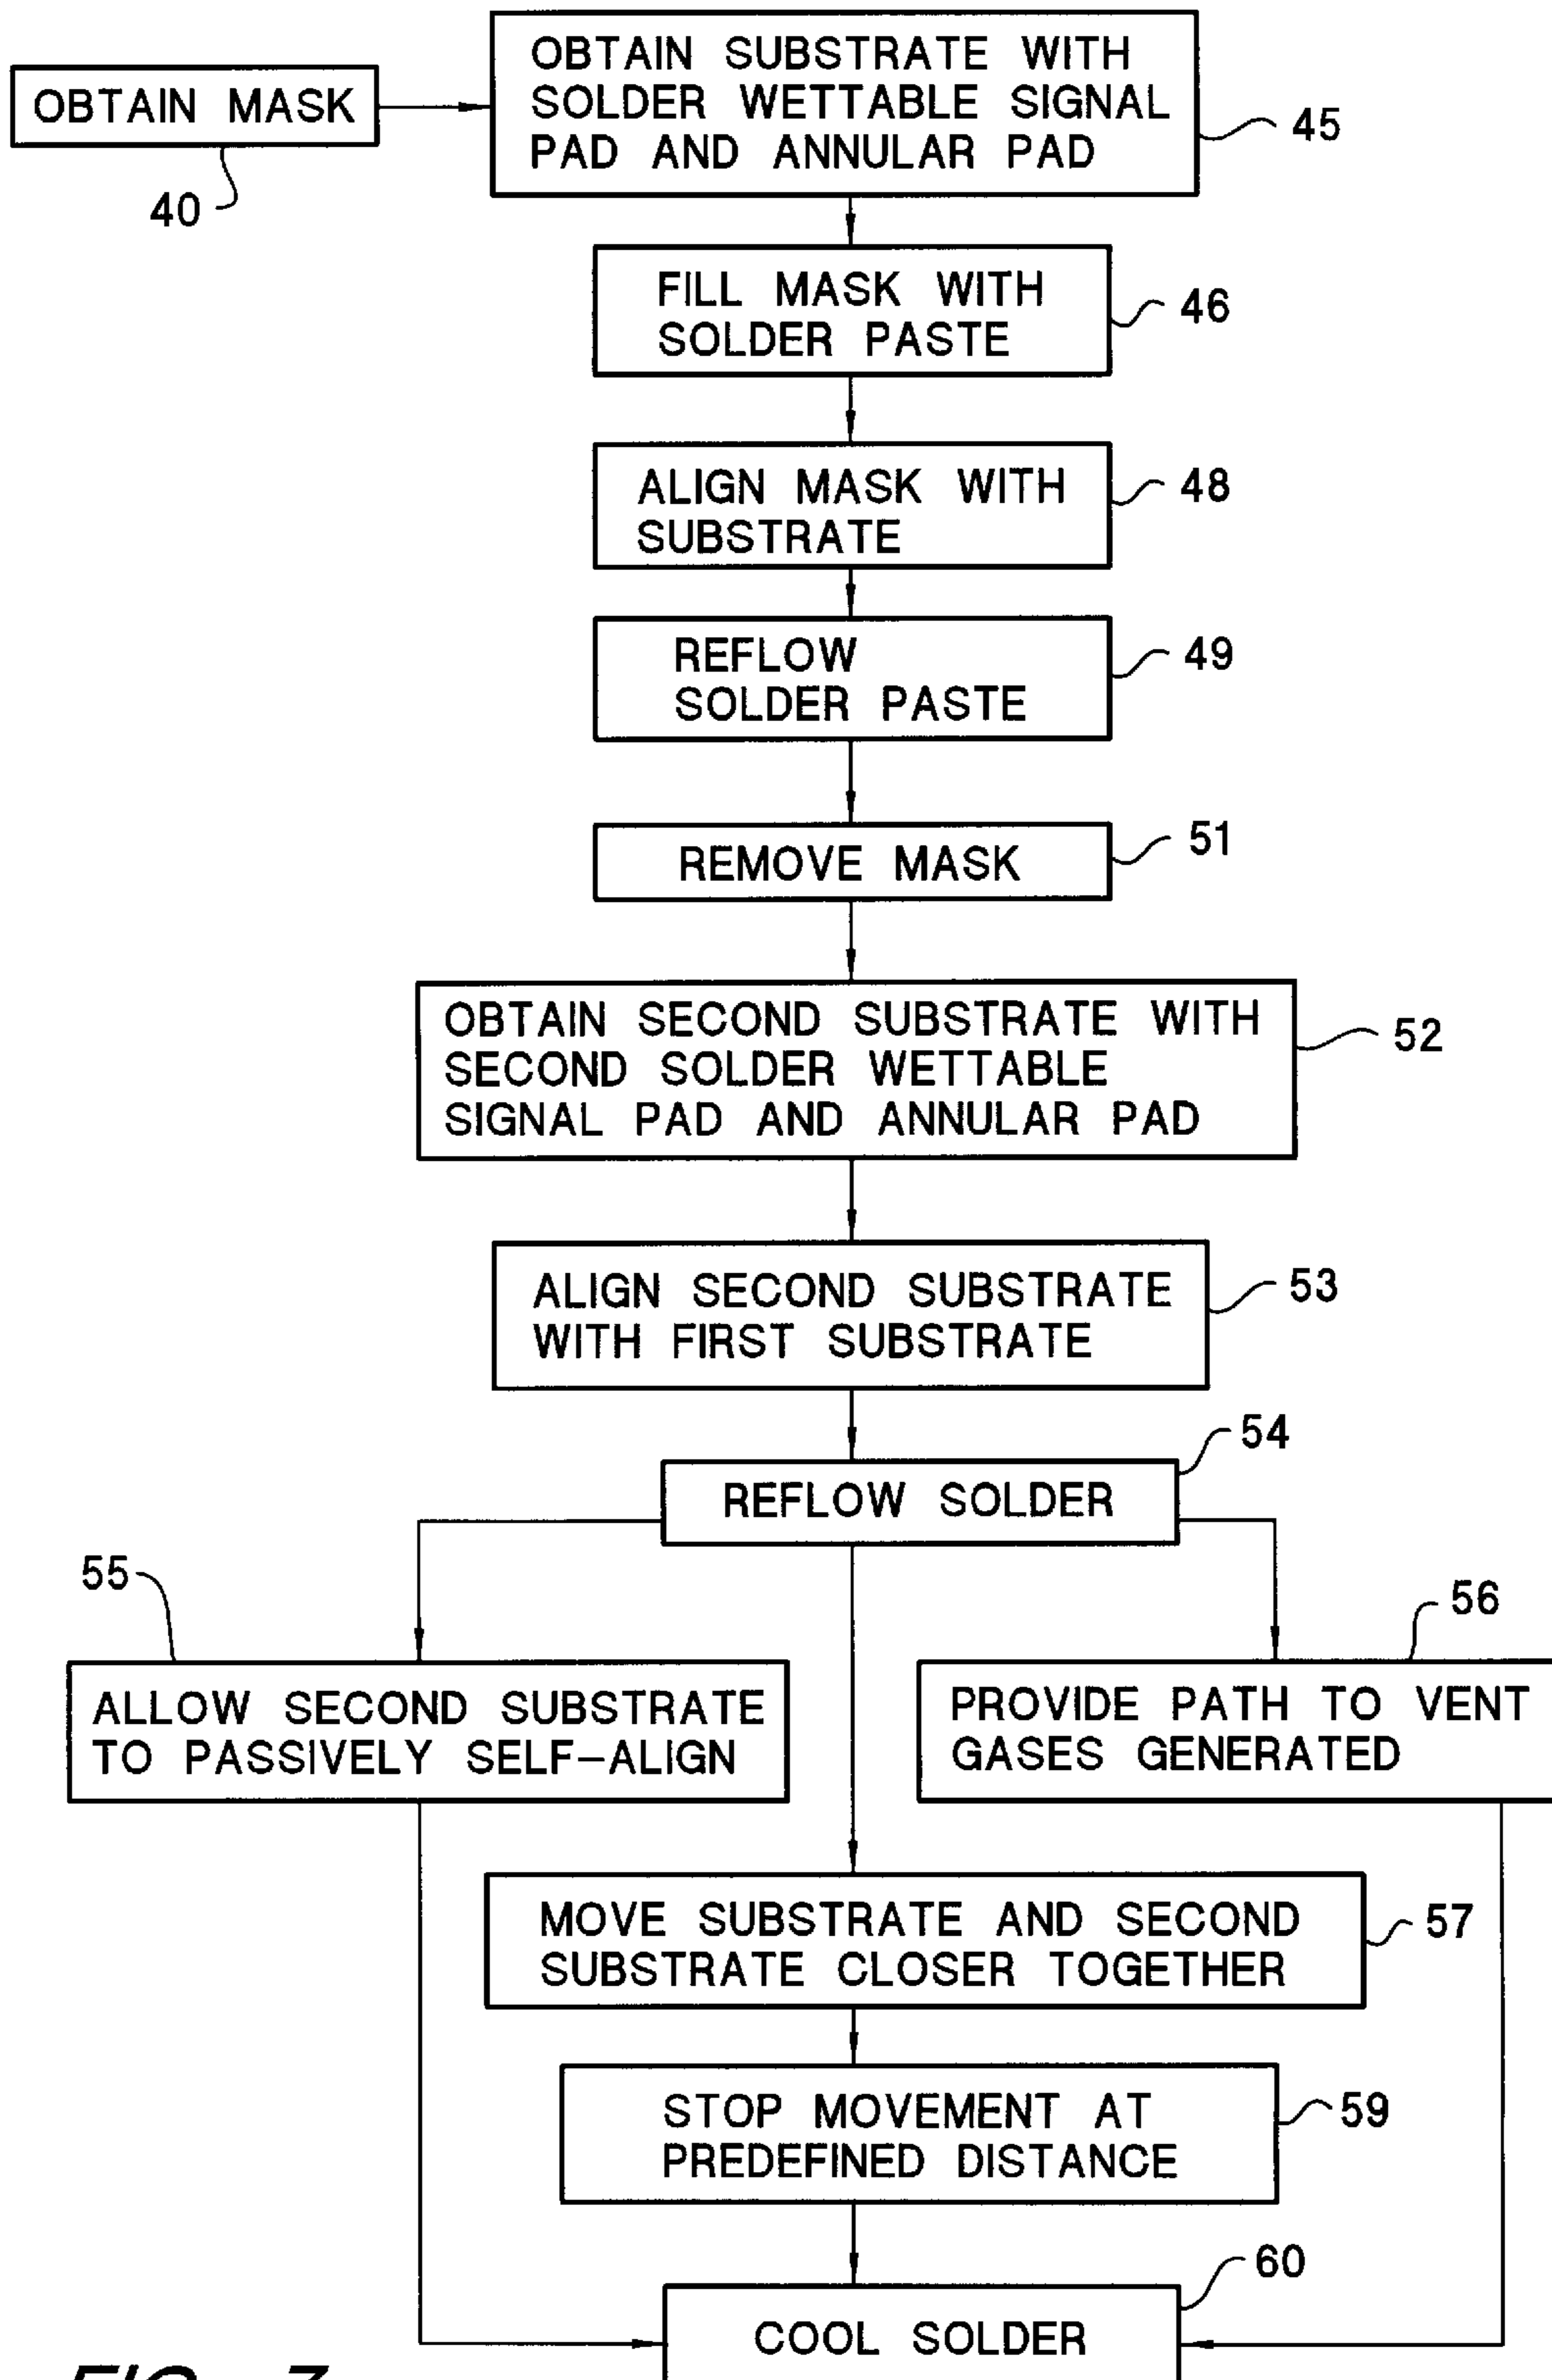 OBTAIN MASK
40
OBTAIN SUBSTRATE WITH
SOLDER WETTABLE SIGNAL
PAD AND ANNULAR PAD
45
FILL MASK WITH
SOLDER PASTE
46
ALIGN MASK WITH
SUBSTRATE
48
REFLOW
SOLDER PASTE
49
REMOVE MASK
51
OBTAIN SECOND SUBSTRATE WITH
SECOND SOLDER WETTABLE
SIGNAL PAD AND ANNULAR PAD
52
ALIGN SECOND SUBSTRATE
WITH FIRST SUBSTRATE
53
REFLOW SOLDER
54
55
ALLOW SECOND SUBSTRATE
TO PASSIVELY SELF-ALIGN
56
PROVIDE PATH TO VENT
GASES GENERATED
MOVE SUBSTRATE AND SECOND
SUBSTRATE CLOSER TOGETHER
57
STOP MOVEMENT AT
PREDEFINED DISTANCE
59
60
COOL SOLDER